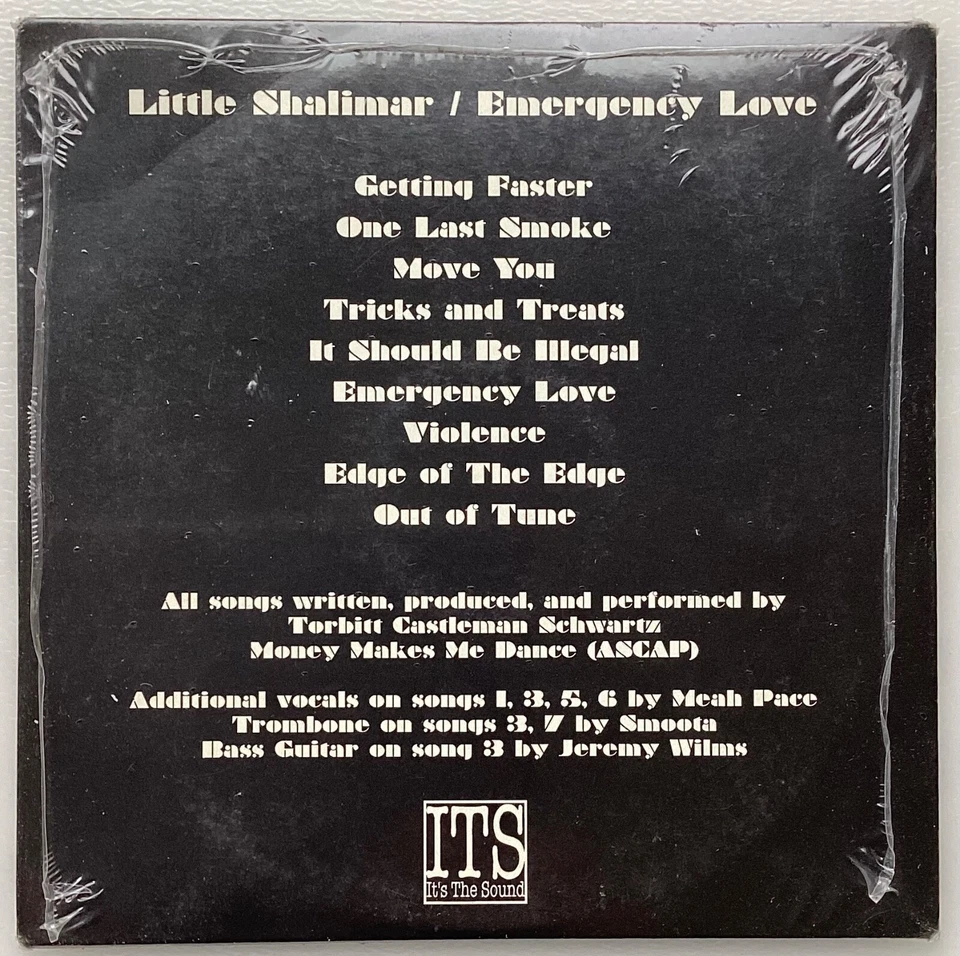 Little Shalimar / Emergency Love
Getting Faster
One Last Smoke
Move You
Tricks and Treats
It Should Be Illegal
Emergency Love
Violence
Edge of The Edge
Out of Tune
All songs written, produced, and performed by
Torbitt Castleman Schwartz
Money Makes Me Dance (ASCAP)
Additional vocals on songs 1, 3, 5, 6 by Meah Pace
Trombone on songs 3, 7 by Smoota
Bass Guitar on song 3 by Jeremy Wilms
ITS
It's The Sound